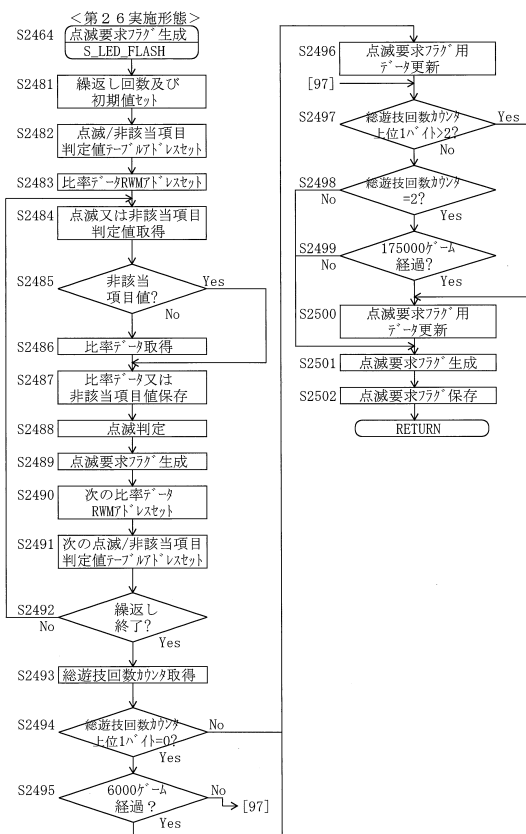 ＜第２６実施形態＞
S2464
点滅要求ﾌﾗｸﾞ生成
S_LED_FLASH
S2481
繰返し回数及び
初期値セット
S2482
点滅/非該当項目
判定値ﾃｰﾌﾞﾙｱﾄﾞﾚｽｾｯﾄ
S2483
比率ﾃﾞｰﾀRWMｱﾄﾞﾚｽｾｯﾄ
S2484
点滅又は非該当項目
判定値取得
S2485
非該当
項目値?
Yes
No
S2486
比率ﾃﾞｰﾀ取得
S2487
比率ﾃﾞｰﾀ又は
非該当項目値保存
S2488
点滅判定
S2489
点滅要求ﾌﾗｸﾞ生成
S2490
次の比率ﾃﾞｰﾀ
RWMｱﾄﾞﾚｽｾｯﾄ
S2491
次の点滅/非該当項目
判定値ﾃｰﾌﾞﾙｱﾄﾞﾚｽｾｯﾄ
S2492
繰返し
終了?
No
Yes
S2493
総遊技回数ｶｳﾝﾀ取得
S2494
総遊技回数ｶｳﾝﾀ
上位1ﾊﾞｲﾄ=0?
No
Yes
S2495
6000ｹﾞｰﾑ
経過？
No
[97]
Yes
S2496
点滅要求ﾌﾗｸﾞ用
ﾃﾞｰﾀ更新
[97]
S2497
総遊技回数ｶｳﾝﾀ
上位1ﾊﾞｲﾄ>2?
Yes
No
S2498
総遊技回数ｶｳﾝﾀ
=2?
No
Yes
S2499
175000ｹﾞｰﾑ
経過?
No
Yes
S2500
点滅要求ﾌﾗｸﾞ用
ﾃﾞｰﾀ更新
S2501
点滅要求ﾌﾗｸﾞ生成
S2502
点滅要求ﾌﾗｸﾞ保存
RETURN